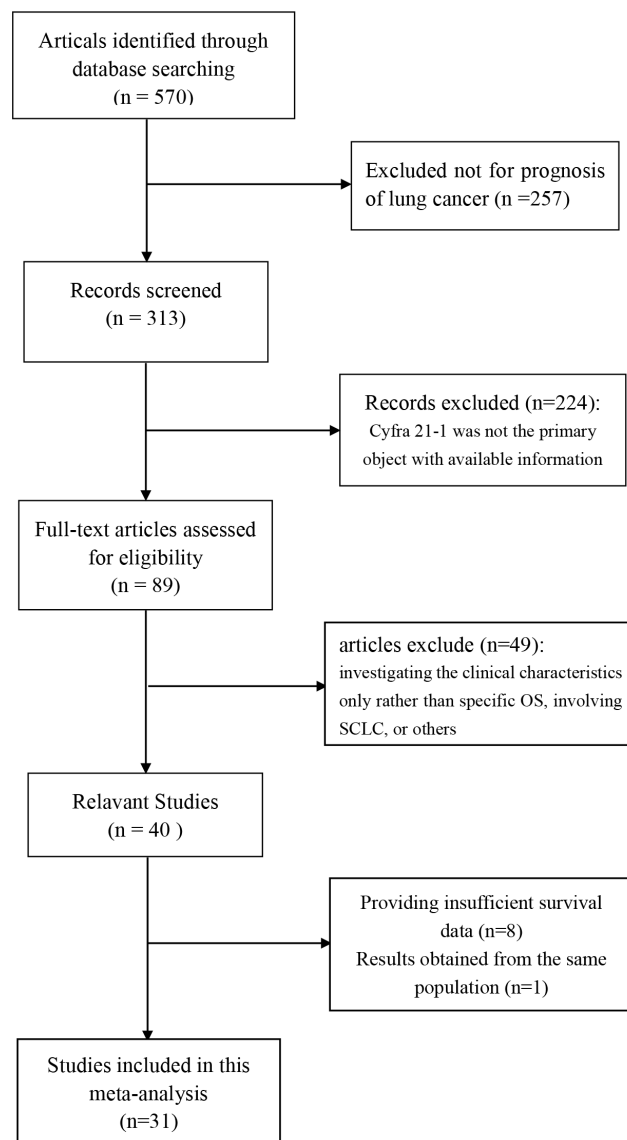 Articals identified through
database searching
(n = 570)
Excluded not for prognosis
of lung cancer (n =257)
Records screened
(n = 313)
Records excluded (n=224):
Cyfra 21-1 was not the primary
object with available information
Full-text articles assessed
for eligibility
(n = 89)
articles exclude (n=49):
investigating the clinical characteristics
only rather than specific OS, involving
SCLC, or others
Relavant Studies
(n = 40 )
Providing insufficient survival
data (n=8)
Results obtained from the same
population (n=1)
Studies included in this
meta-analysis
(n=31)